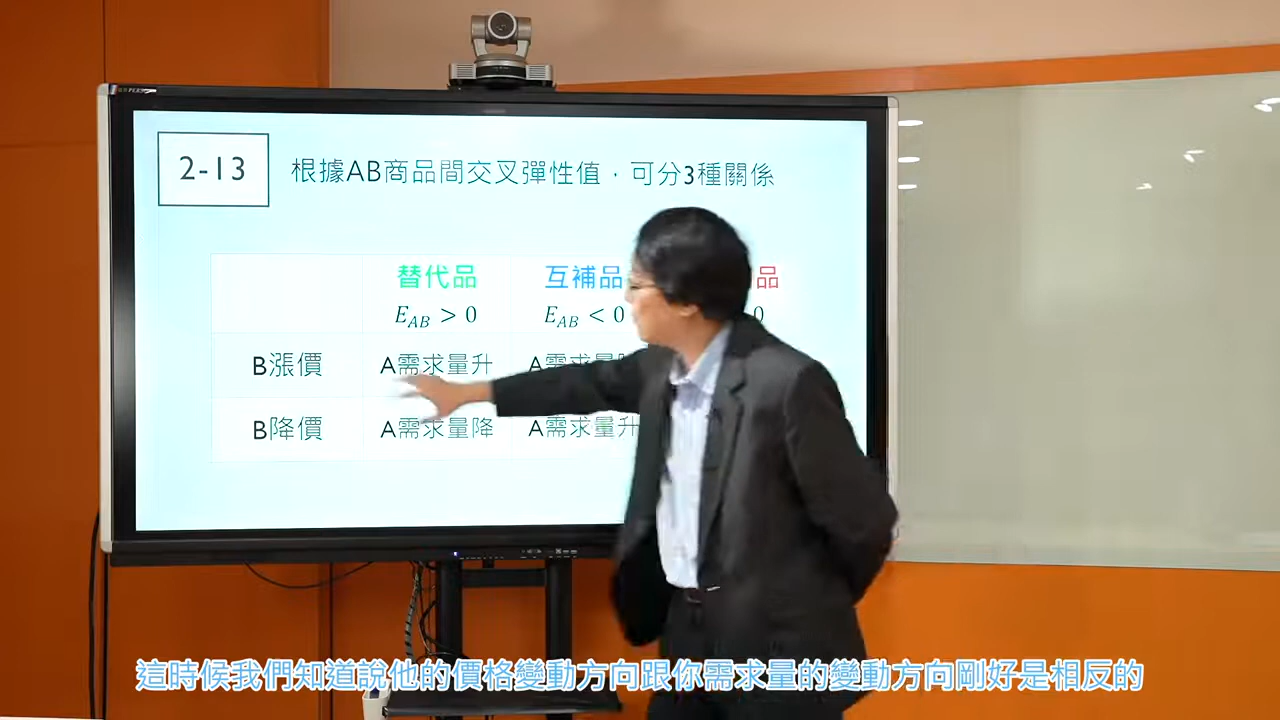 2-13
根據AB商品間交叉彈性值，可分3種關係
替代品 互補品 品
E_AB > 0 E_AB < 0 0
B漲價 A需求量升 A需求量
B降價 A需求量降 A需求量升
這時候我們知道說他的價格變動方向跟你需求量的變動方向剛好是相反的